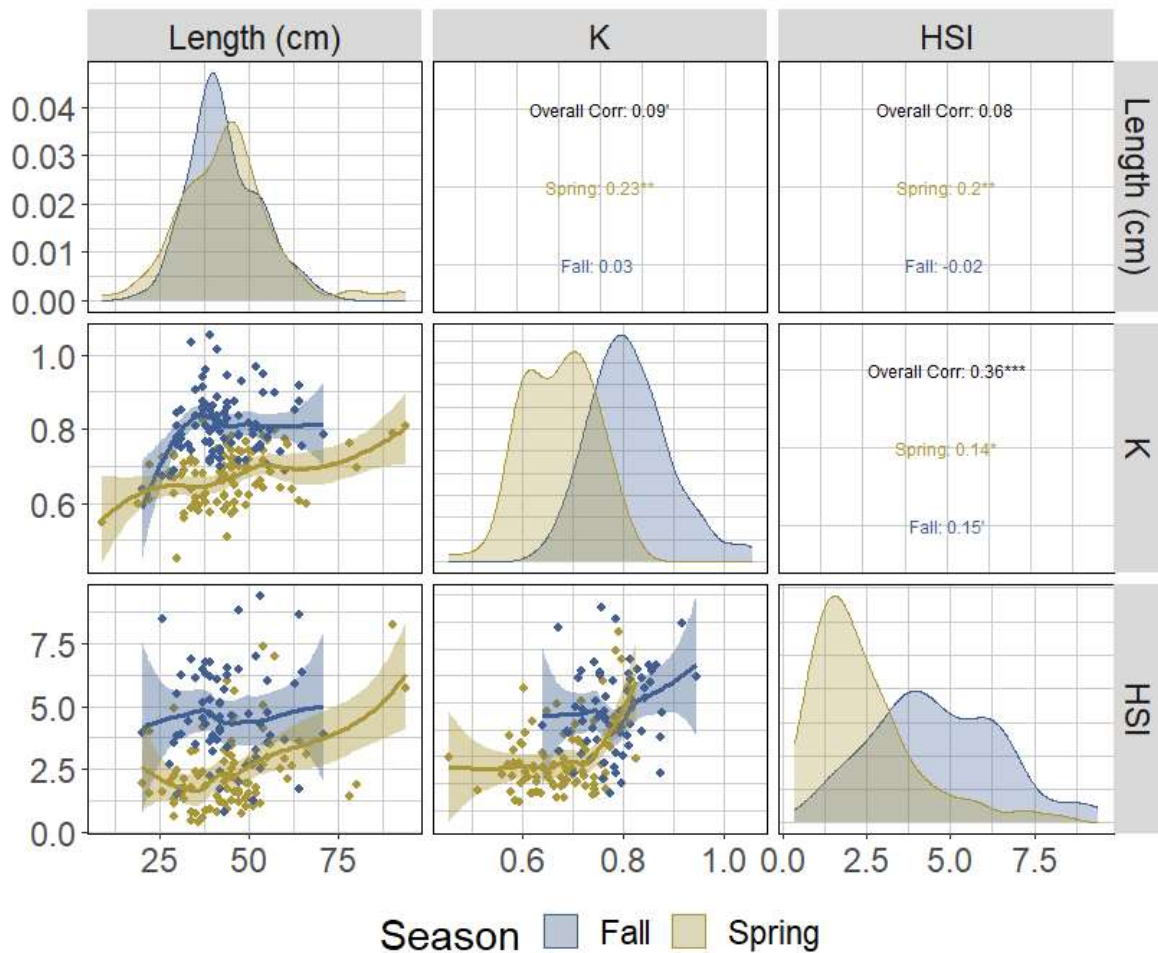 Length (cm) K HSI
0.04
0.03
0.02
0.01
0.00
Overall Corr: 0.09'
Spring: 0.23**
Fall: 0.03
Overall Corr: 0.08
Spring: 0.2**
Fall: -0.02
Length (cm)
1.0
0.8
0.6
Overall Corr: 0.36***
Spring: 0.14*
Fall: 0.15'
K
7.5
5.0
2.5
0.0
HSI
25 50 75 0.6 0.8 1.0 0.0 2.5 5.0 7.5
Season Fall Spring